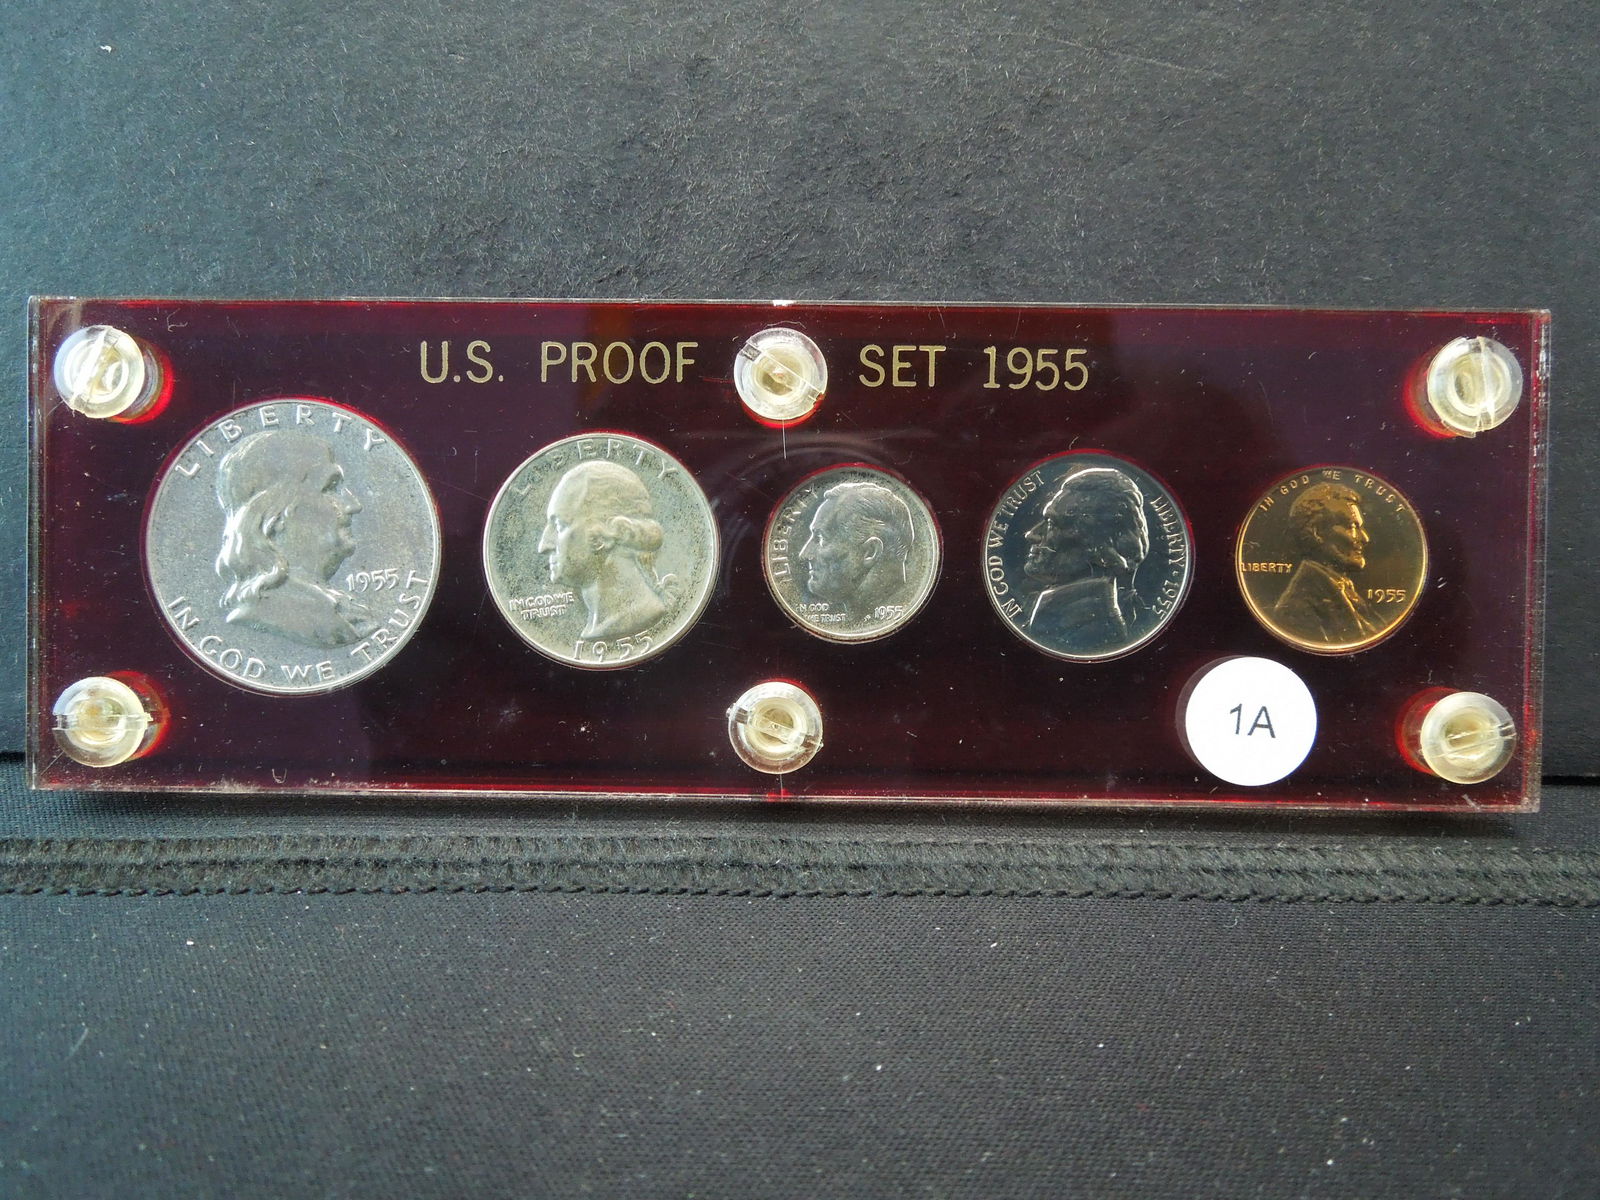 U.S. PROOF SET 1955
LIBERTY
1955
IN GOD WE TRUST
LIBERTY
IN GOD WE
TRUST
1955
LIBERTY
IN GOD
WE TRUST
1955
IN GOD WE TRUST
LIBERTY · 1955
IN GOD WE TRUST
LIBERTY
1955
1A